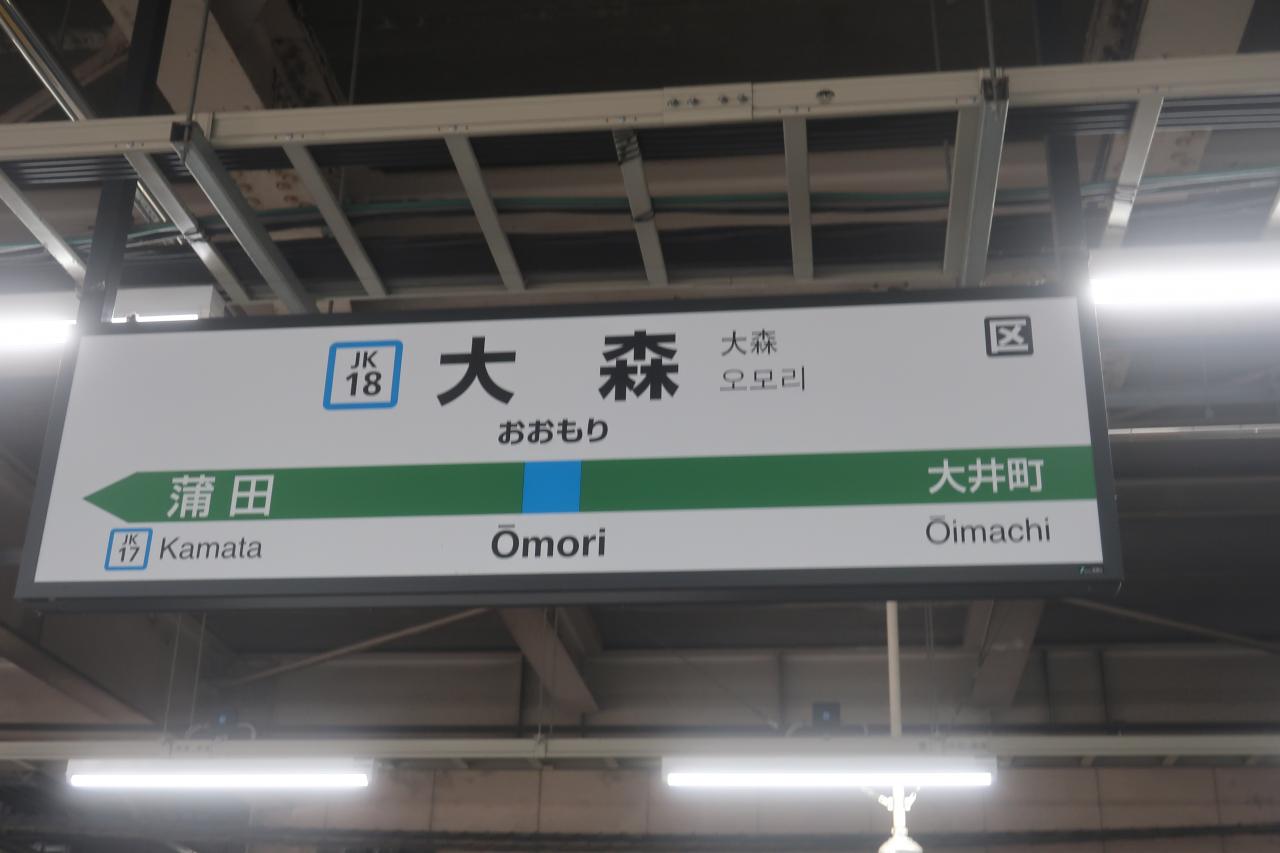 JK
18
大森
大森
오모리
区
おおもり
蒲田
大井町
JK
17
Kamata
Ōmori
Ōimachi